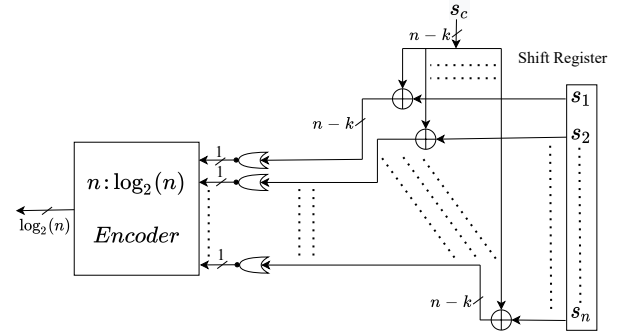 s_c
n − k
Shift Register
s_1
n − k
s_2
1
1
n : log_2(n)
log_2(n)
Encoder
1
n − k
s_n